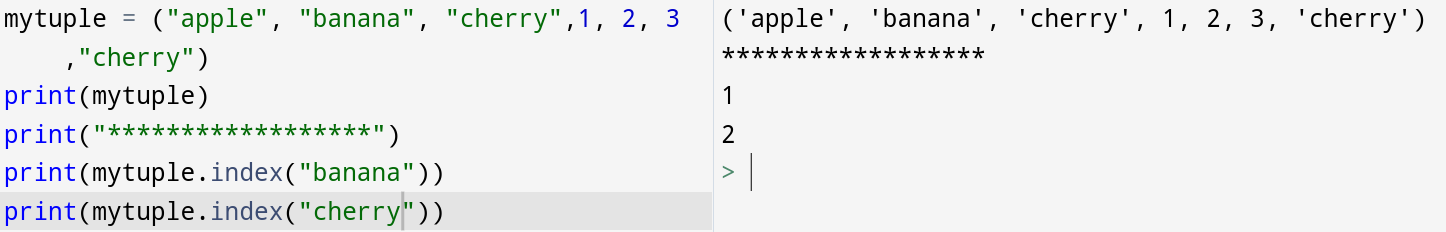 mytuple = ("apple", "banana", "cherry",1, 2, 3
    ,"cherry")
print(mytuple)
print("******************")
print(mytuple.index("banana"))
print(mytuple.index("cherry"))
('apple', 'banana', 'cherry', 1, 2, 3, 'cherry')
******************
1
2
>